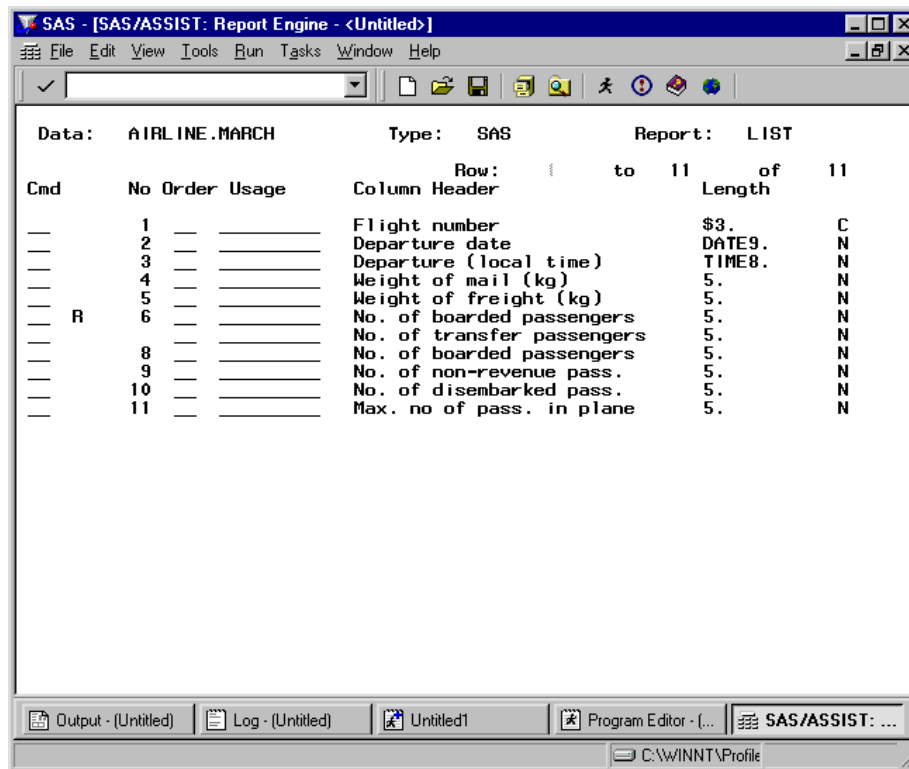 SAS - [SAS/ASSIST: Report Engine - <Untitled>]
File Edit View Tools Run Tasks Window Help
Data: AIRLINE.MARCH Type: SAS Report: LIST
Row: to 11 of 11
Cmd No Order Usage Column Header Length
1 Flight number $3. C
2 Departure date DATE9. N
3 Departure (local time) TIME8. N
4 Weight of mail (kg) 5. N
5 Weight of freight (kg) 5. N
R 6 No. of boarded passengers 5. N
No. of transfer passengers 5. N
8 No. of boarded passengers 5. N
9 No. of non-revenue pass. 5. N
10 No. of disembarked pass. 5. N
11 Max. no of pass. in plane 5. N
Output - (Untitled) Log - (Untitled) Untitled1 Program Editor - (... SAS/ASSIST: ...
C:\WINNT\Profile